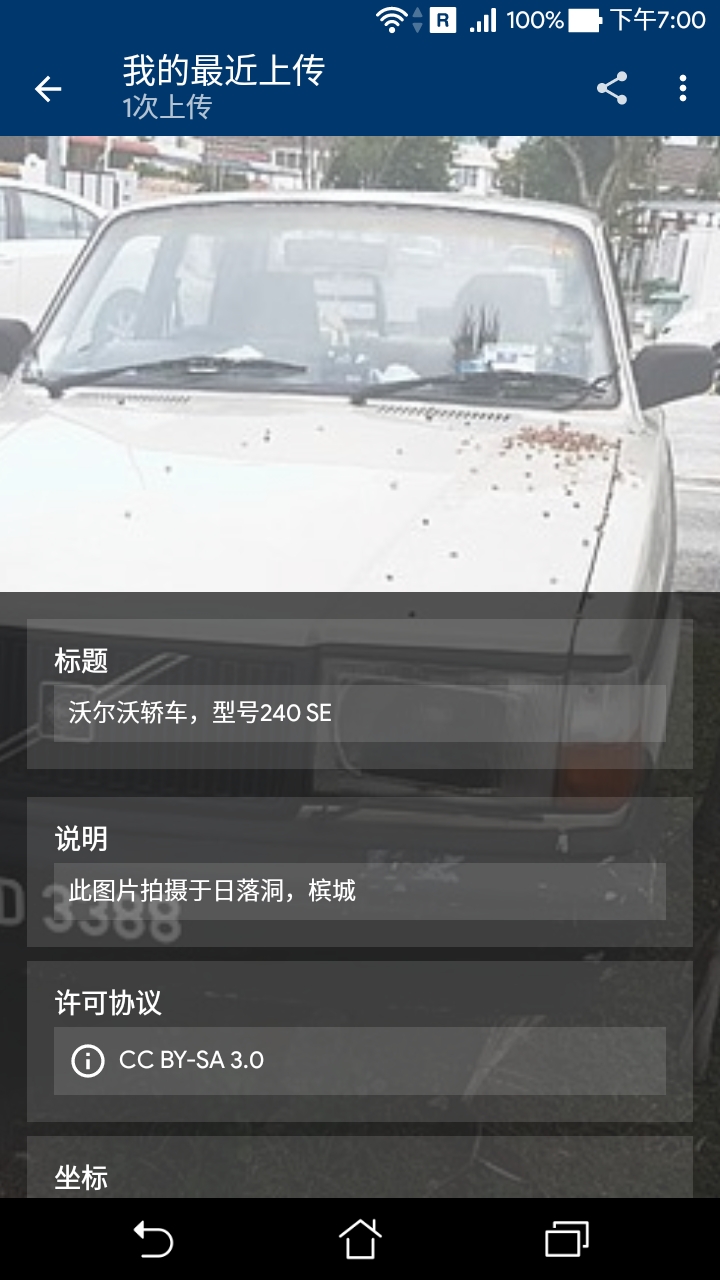 R 100% 下午7:00
我的最近上传
1次上传
标题
沃尔沃轿车，型号240 SE
说明
此图片拍摄于日落洞，槟城
D 3388
许可协议
CC BY-SA 3.0
坐标